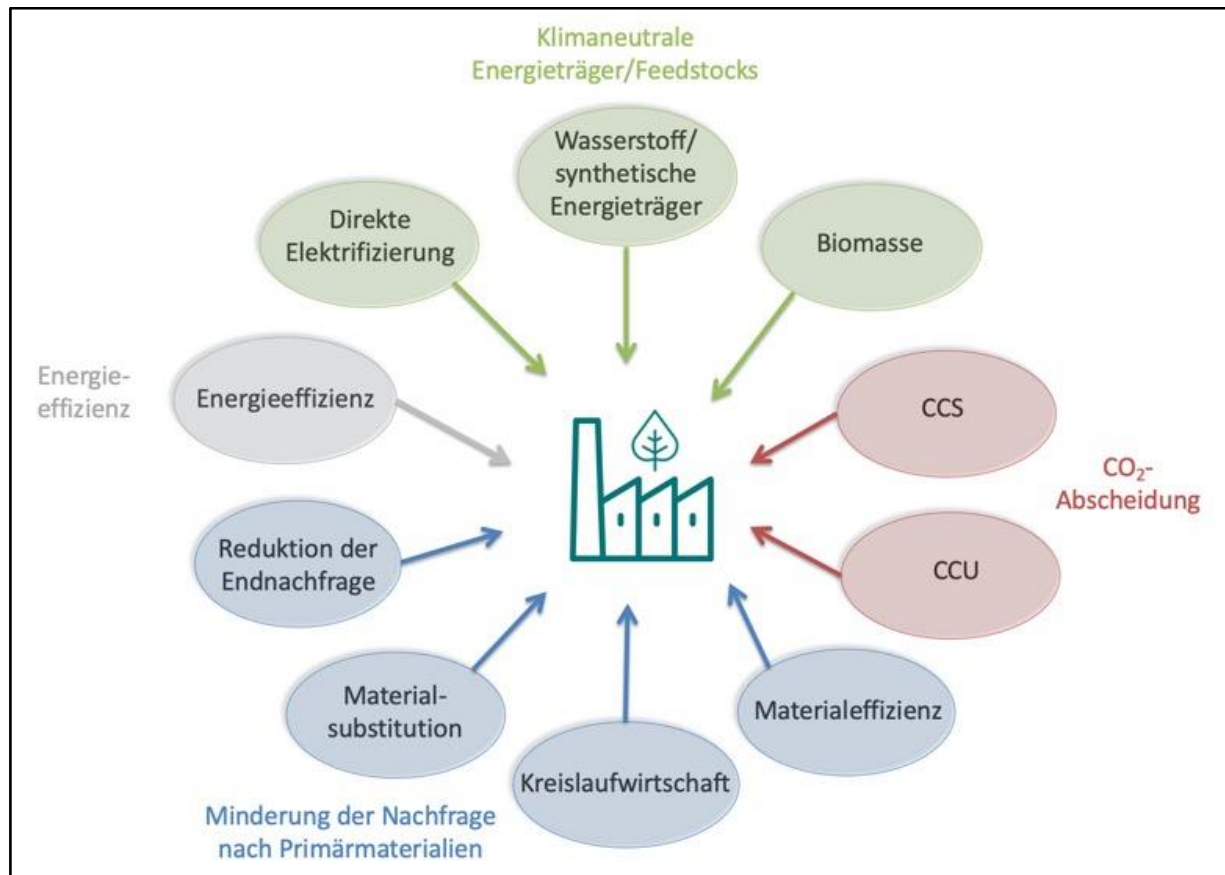 Klimaneutrale
Energieträger/Feedstocks
Wasserstoff/
synthetische
Energieträger
Direkte
Elektrifizierung
Biomasse
Energie-
effizienz
Energieeffizienz
CCS
CO₂-
Abscheidung
Reduktion der
Endnachfrage
CCU
Material-
substitution
Materialeffizienz
Kreislaufwirtschaft
Minderung der Nachfrage
nach Primärmaterialien